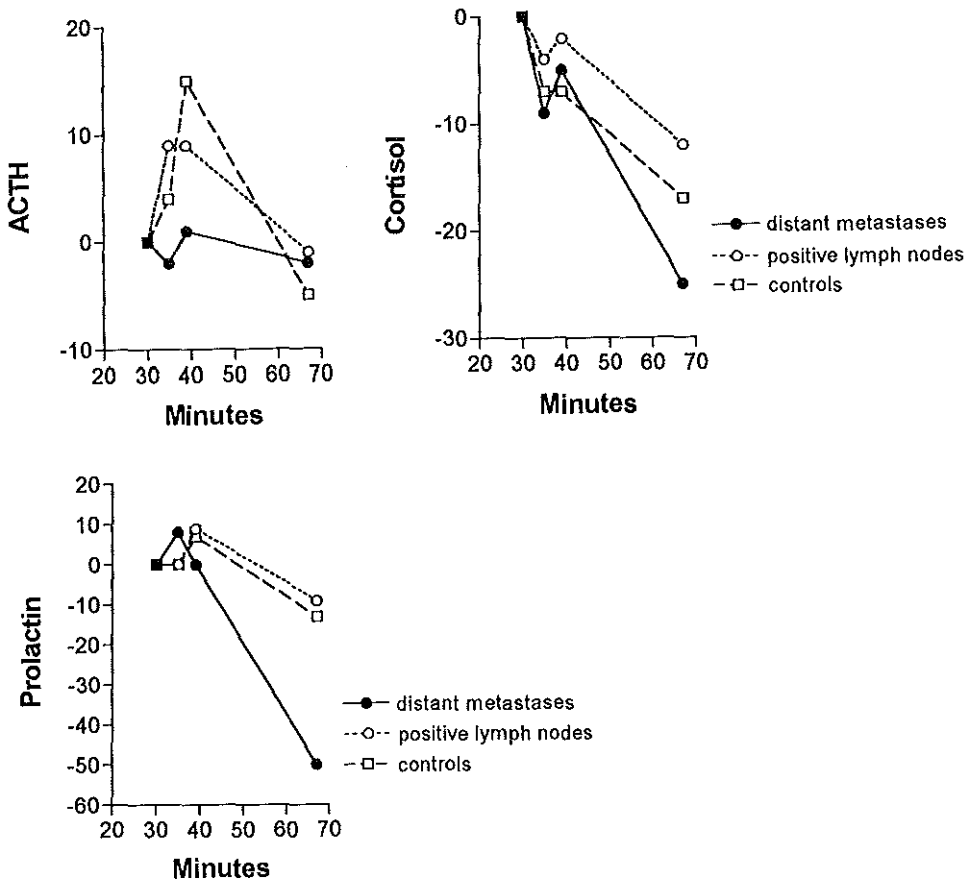 20
10
0
-10
ACTH
20 30 40 50 60 70
Minutes
0
-10
-20
-30
Cortisol
20 30 40 50 60 70
Minutes
distant metastases
positive lymph nodes
controls
20
10
0
-10
-20
-30
-40
-50
-60
Prolactin
20 30 40 50 60 70
Minutes
distant metastases
positive lymph nodes
controls